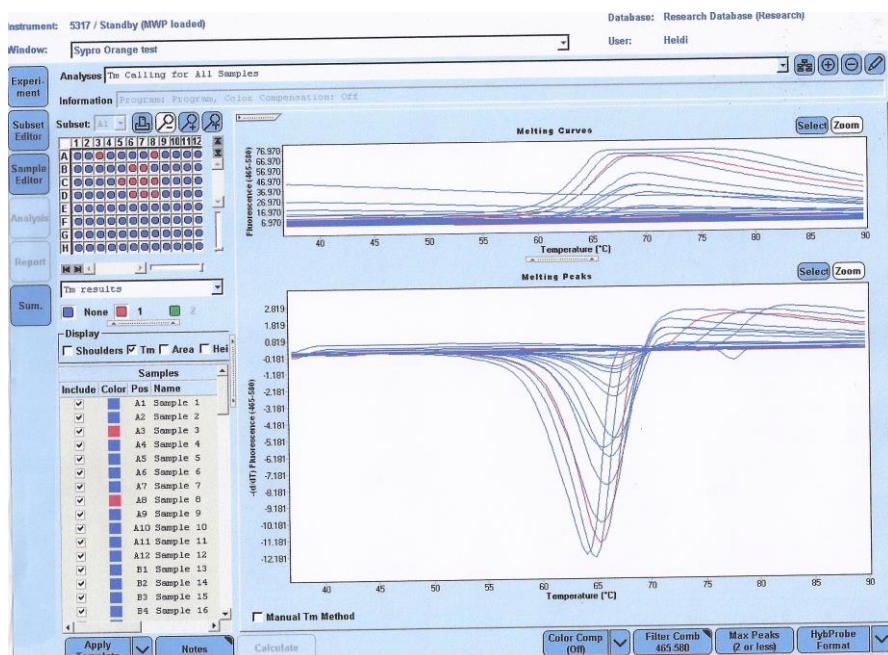 Instrument: 5317 / Standby (MWP loaded)
Database: Research Database (Research)
Window: Sypro Orange test
User: Heidi
Analyses Tm Calling for All Samples
Information Program: Program, Color Compensation: Off
Experi-
ment
Subset
Editor
Sample
Editor
Analysis
Report
Sum.
Subset: A1
1 2 3 4 5 6 7 8 9 10 11 12
A
B
C
D
E
F
G
H
Tm results
None 1 2
Display
Shoulders Tm Area Hei
Samples
Include Color Pos Name
A1 Sample 1
A2 Sample 2
A3 Sample 3
A4 Sample 4
A5 Sample 5
A6 Sample 6
A7 Sample 7
A8 Sample 8
A9 Sample 9
A10 Sample 10
A11 Sample 11
A12 Sample 12
B1 Sample 13
B2 Sample 14
B3 Sample 15
B4 Sample 16
Apply
Notes
Melting Curves
Select Zoom
Fluorescence (465-580)
76.970
66.970
56.970
46.970
36.970
26.970
16.970
6.970
40 45 50 55 60 65 70 75 80 85 90
Temperature (°C)
Melting Peaks
Select Zoom
-(d/dT) Fluorescence (465-580)
2.819
1.819
0.819
-0.181
-1.181
-2.181
-3.181
-4.181
-5.181
-6.181
-7.181
-8.181
-9.181
-10.181
-11.181
-12.181
40 45 50 55 60 65 70 75 80 85 90
Temperature (°C)
Manual Tm Method
Calculate
Color Comp
(Off)
Filter Comb
465-580
Max Peaks
(2 or less)
HybProbe
Format